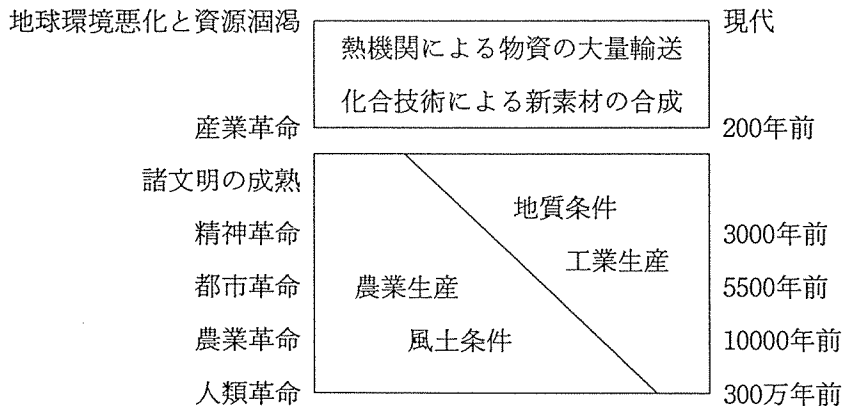 地球環境悪化と資源涸渇
現代
熱機関による物資の大量輸送
化合技術による新素材の合成
産業革命
200年前
諸文明の成熟
地質条件
精神革命
3000年前
工業生産
都市革命
農業生産
5500年前
農業革命
風土条件
10000年前
人類革命
300万年前